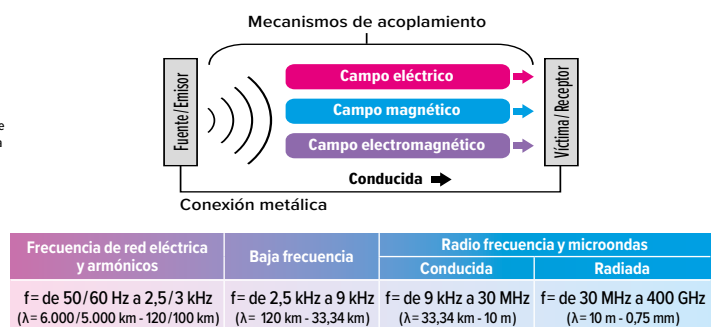 Mecanismos de acoplamiento
Fuente/Emisor
Campo eléctrico
Campo magnético
Campo electromagnético
Víctima/Receptor
Conducida
Conexión metálica
e
a
Frecuencia de red eléctrica
y armónicos
Baja frecuencia
Radio frecuencia y microondas
Conducida
Radiada
f= de 50/60 Hz a 2,5/3 kHz
(λ= 6.000/5.000 km - 120/100 km)
f= de 2,5 kHz a 9 kHz
(λ= 120 km - 33,34 km)
f= de 9 kHz a 30 MHz
(λ= 33,34 km - 10 m)
f= de 30 MHz a 400 GHz
(λ= 10 m - 0,75 mm)